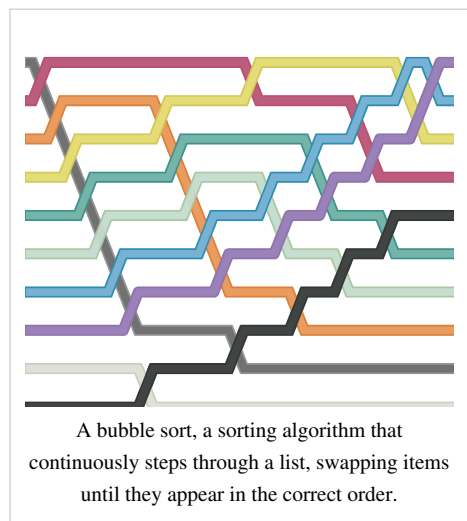 A bubble sort, a sorting algorithm that
continuously steps through a list, swapping items
until they appear in the correct order.